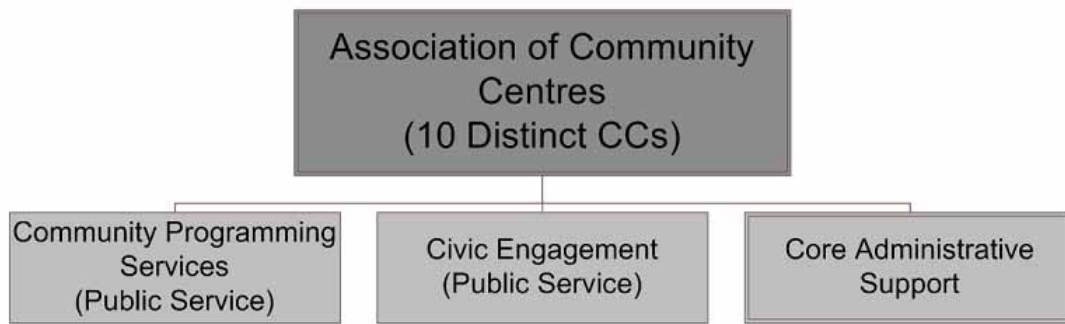 Association of Community
Centres
(10 Distinct CCs)
Community Programming
Services
(Public Service)
Civic Engagement
(Public Service)
Core Administrative
Support